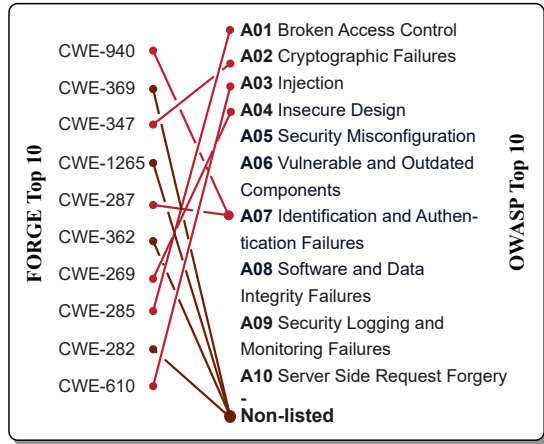 FORGE Top 10
CWE-940
CWE-369
CWE-347
CWE-1265
CWE-287
CWE-362
CWE-269
CWE-285
CWE-282
CWE-610
A01 Broken Access Control
A02 Cryptographic Failures
A03 Injection
A04 Insecure Design
A05 Security Misconfiguration
A06 Vulnerable and Outdated
Components
A07 Identification and Authen-
tication Failures
A08 Software and Data
Integrity Failures
A09 Security Logging and
Monitoring Failures
A10 Server Side Request Forgery
-
Non-listed
OWASP Top 10